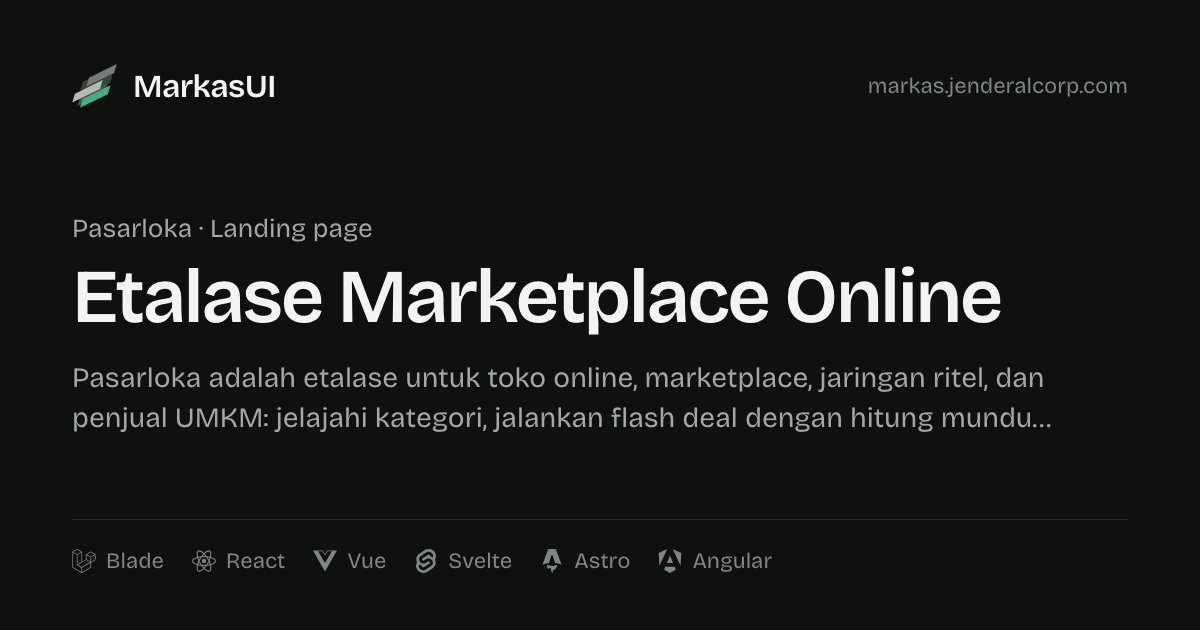 MarkasUI
markas.jenderalcorp.com
Pasarloka · Landing page
Etalase Marketplace Online
Pasarloka adalah etalase untuk toko online, marketplace, jaringan ritel, dan
penjual UMKM: jelajahi kategori, jalankan flash deal dengan hitung mundu...
Blade React Vue Svelte Astro Angular